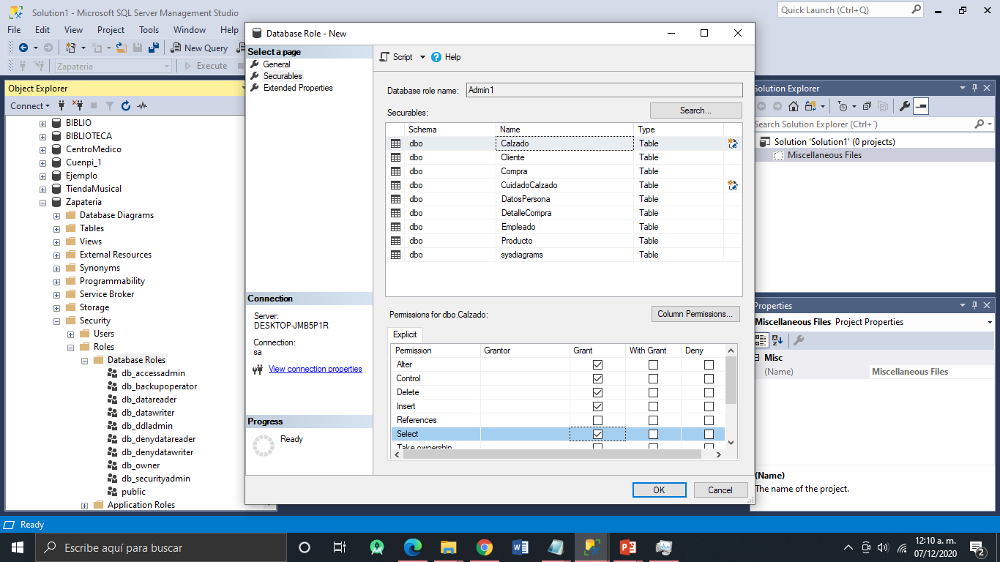 Solution1 - Microsoft SQL Server Management Studio
Quick Launch (Ctrl+Q)
File Edit View Project Tools Window Help
New Query
Zapateria
Execute
Object Explorer
Connect
BIBLIO
BIBLIOTECA
CentroMedico
Cuenpi_1
Ejemplo
TiendaMusical
Zapateria
Database Diagrams
Tables
Views
External Resources
Synonyms
Programmability
Service Broker
Storage
Security
Users
Roles
Database Roles
db_accessadmin
db_backupoperator
db_datareader
db_datawriter
db_ddladmin
db_denydatareader
db_denydatawriter
db_owner
db_securityadmin
public
Application Roles
Database Role - New
Select a page
General
Securables
Extended Properties
Connection
Server:
DESKTOP-JMB5P1R
Connection:
sa
View connection properties
Progress
Ready
Script Help
Database role name: Admin1
Securables: Search...
Schema Name Type
dbo Calzado Table
dbo Cliente Table
dbo Compra Table
dbo CuidadoCalzado Table
dbo DatosPersona Table
dbo DetalleCompra Table
dbo Empleado Table
dbo Producto Table
dbo sysdiagrams Table
Permissions for dbo.Calzado: Column Permissions...
Explicit
Permission Grantor Grant With Grant Deny
Alter
Control
Delete
Insert
References
Select
Take ownership
OK Cancel
Solution Explorer
Search Solution Explorer (Ctrl+´)
Solution 'Solution1' (0 projects)
Miscellaneous Files
Properties
Miscellaneous Files Project Properties
Misc
(Name) Miscellaneous Files
(Name)
The name of the project.
Ready
Escribe aquí para buscar
12:10 a. m.
07/12/2020
2